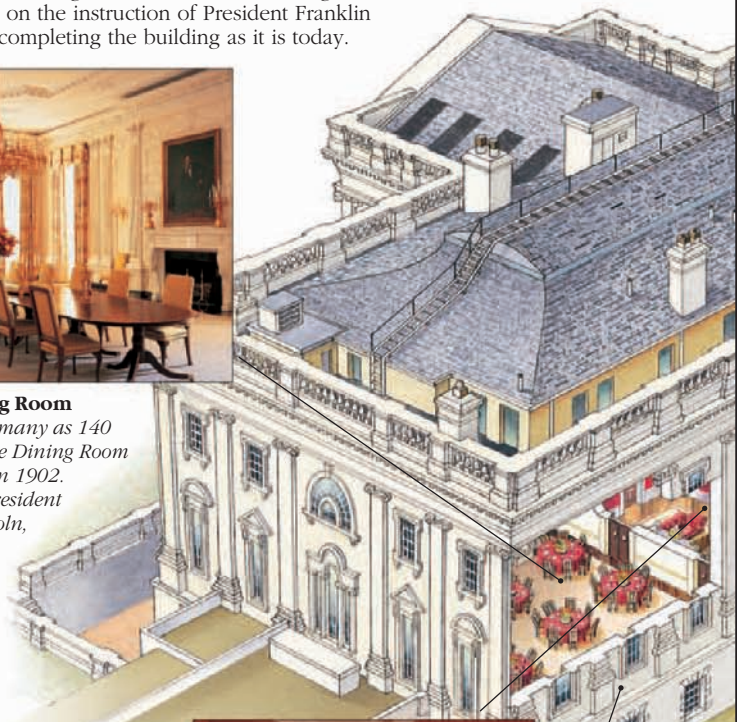 on the instruction of President Franklin
completing the building as it is today.
g Room
many as 140
e Dining Room
n 1902.
resident
oln,